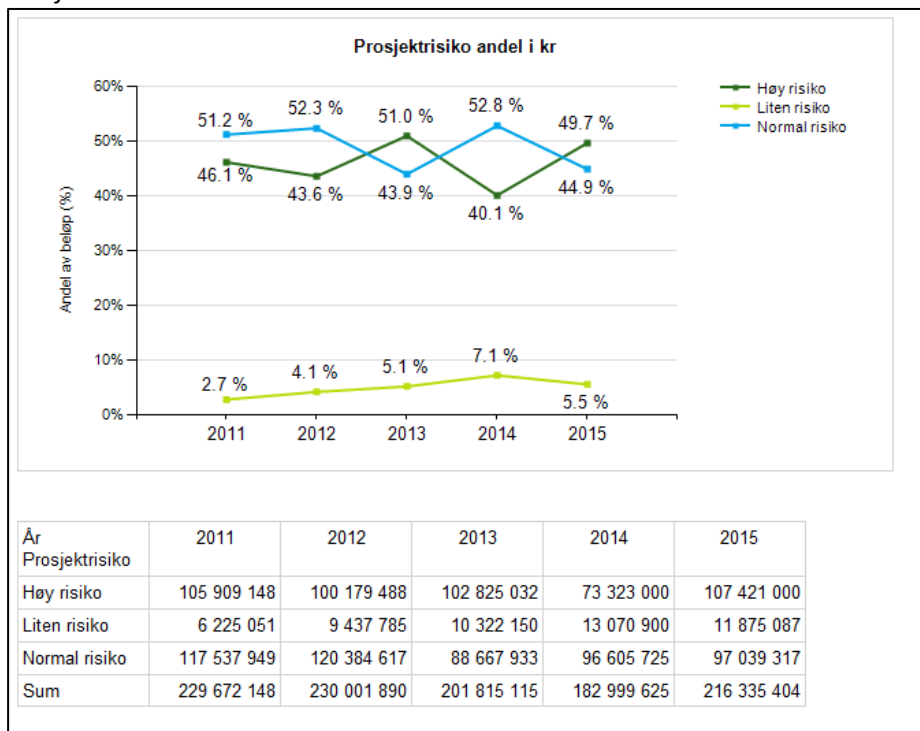 Prosjektrisiko andel i kr
Høy risiko
Liten risiko
Normal risiko
Andel av beløp (%)
60%
50%
40%
30%
20%
10%
0%
51.2 % 52.3 % 51.0 % 52.8 % 49.7 %
46.1 % 43.6 % 43.9 % 40.1 % 44.9 %
2.7 % 4.1 % 5.1 % 7.1 % 5.5 %
2011 2012 2013 2014 2015
År 2011 2012 2013 2014 2015
Prosjektrisiko
Høy risiko 105 909 148 100 179 488 102 825 032 73 323 000 107 421 000
Liten risiko 6 225 051 9 437 785 10 322 150 13 070 900 11 875 087
Normal risiko 117 537 949 120 384 617 88 667 933 96 605 725 97 039 317
Sum 229 672 148 230 001 890 201 815 115 182 999 625 216 335 404